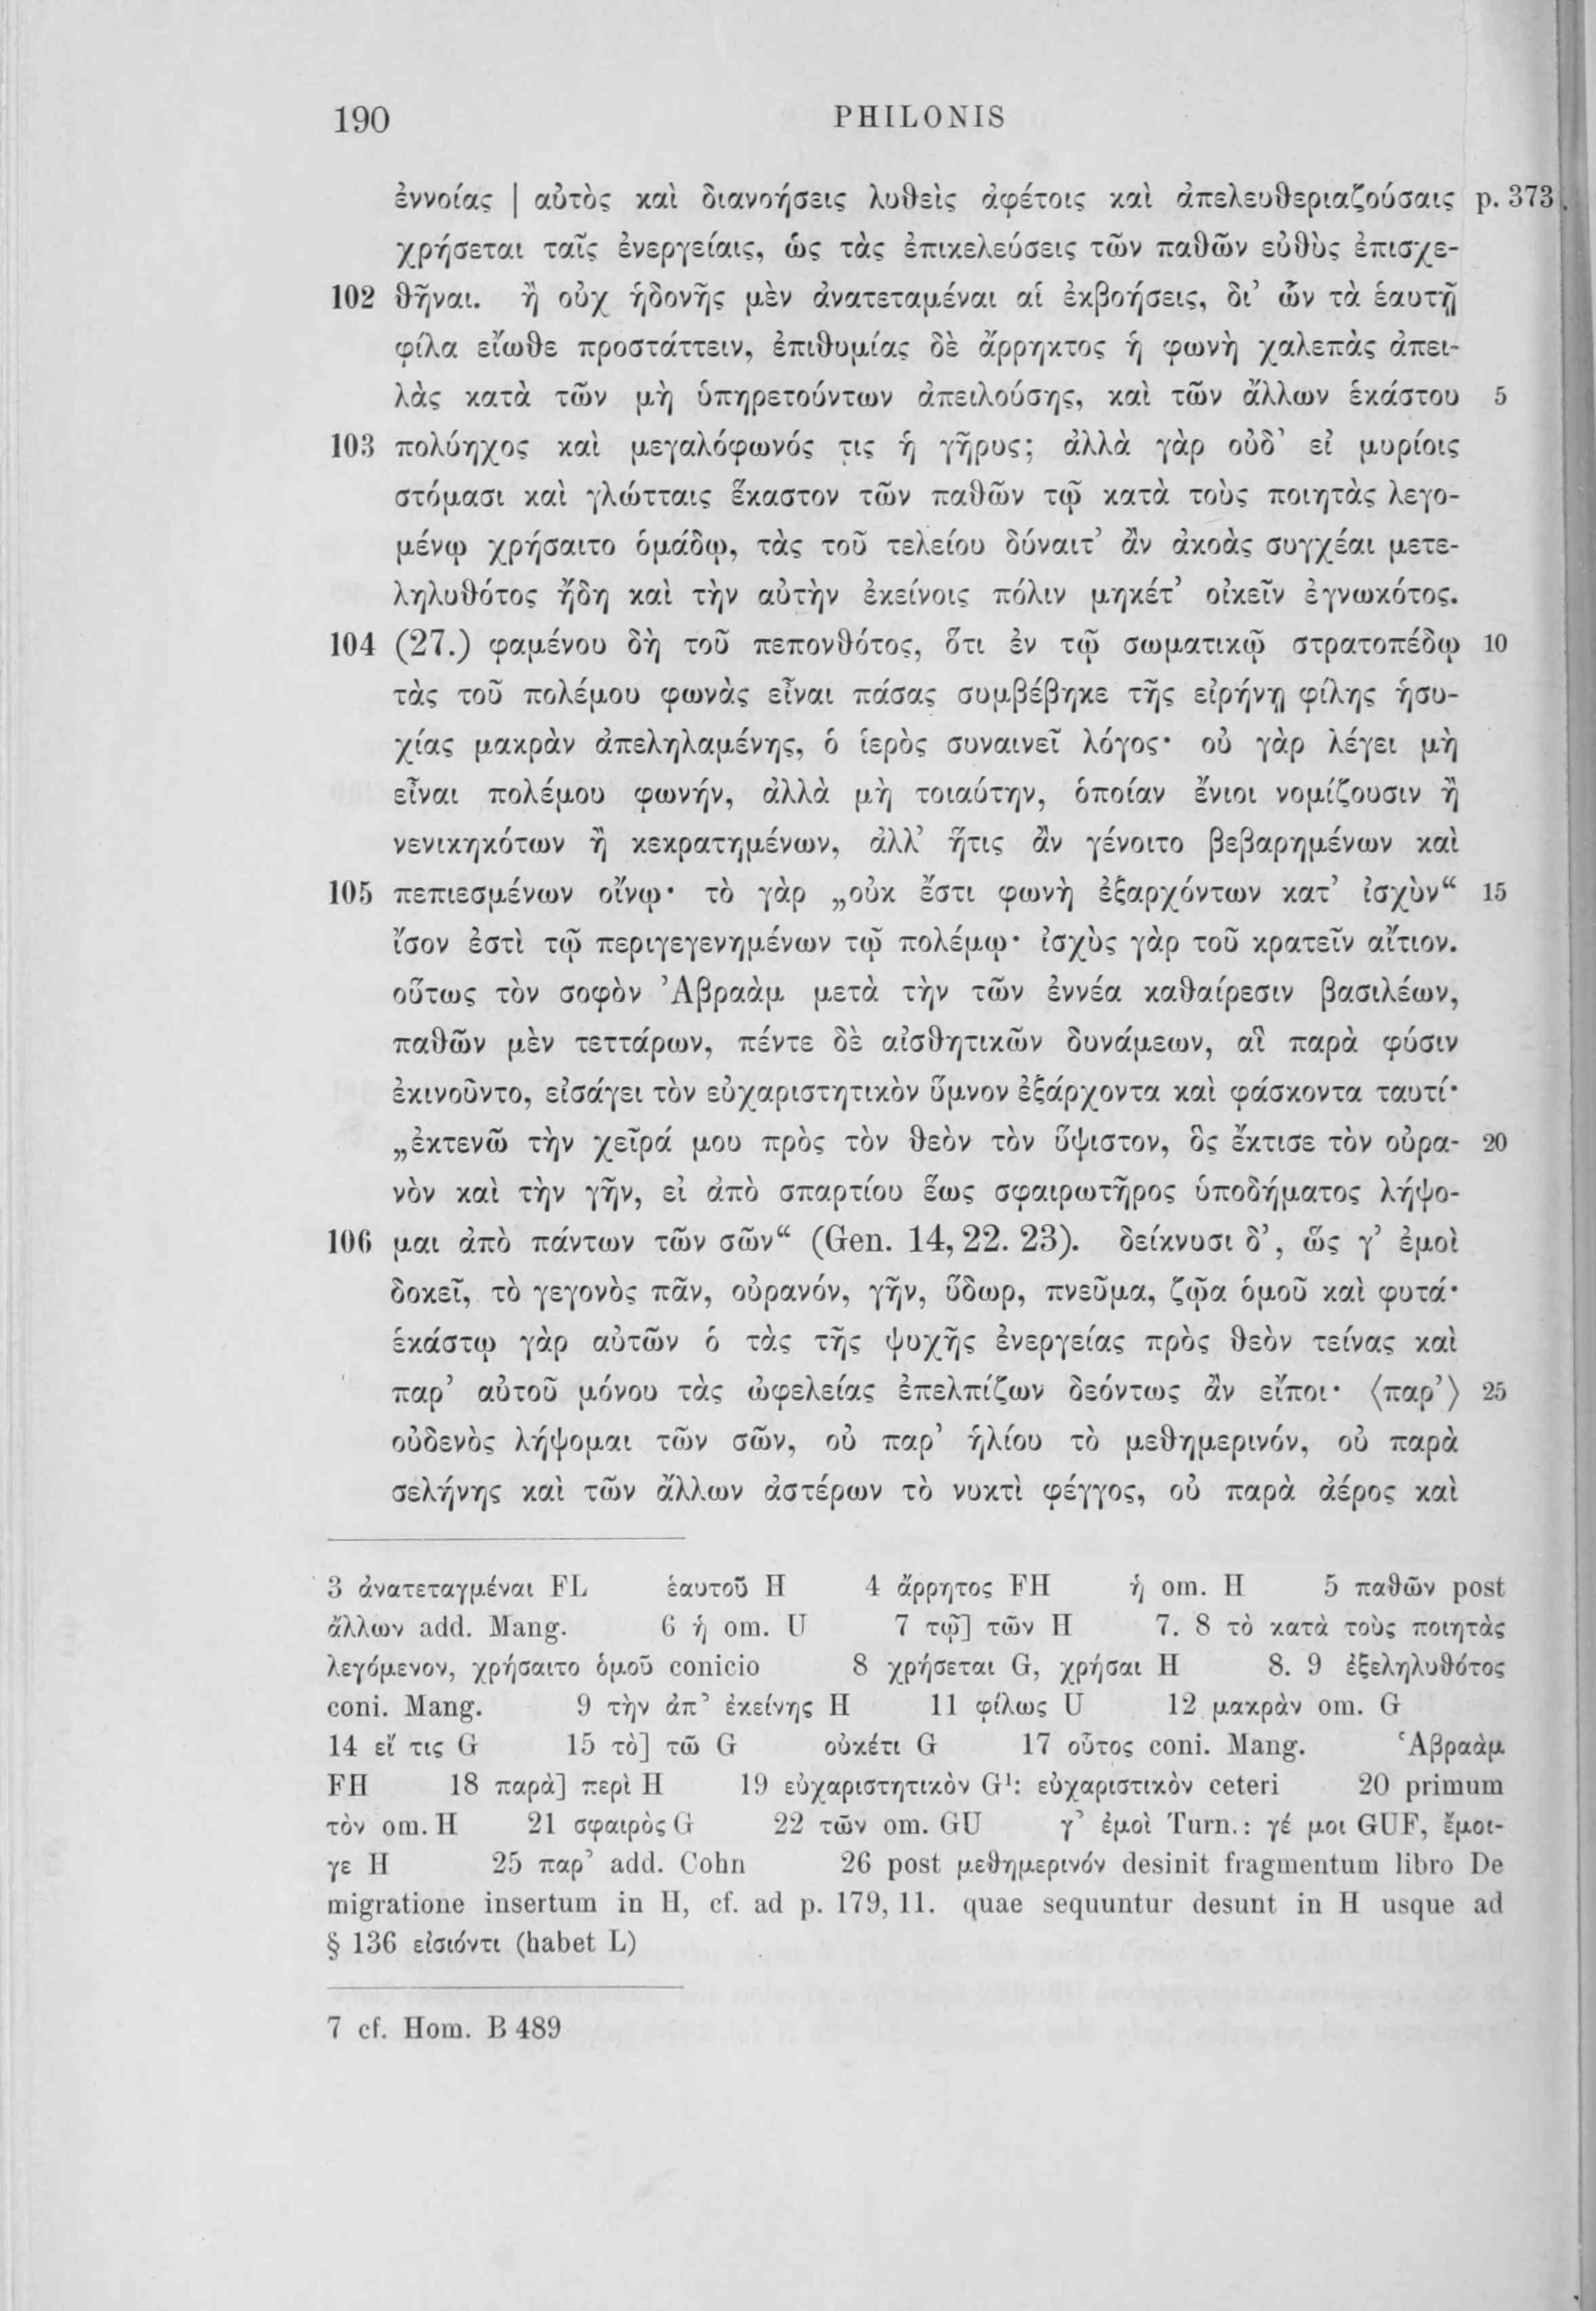 190 PHILONIS
ἐννοίας | αὐτὸς καὶ διανοήσεις λυθεὶς ἀφέτοις καὶ ἀπελευθεριαζούσαις p. 373
χρήσεται ταῖς ἐνεργείαις, ὡς τὰς ἐπικελεύσεις τῶν παθῶν εὐθὺς ἐπισχε-
102 θῆναι. ἢ οὐχ ἡδονῆς μὲν ἀνατεταμέναι αἱ ἐκβοήσεις, δι’ ὧν τὰ ἑαυτῇ
φίλα εἴωθε προστάττειν, ἐπιθυμίας δὲ ἄρρηκτος ἡ φωνὴ χαλεπὰς ἀπει-
λὰς κατὰ τῶν μὴ ὑπηρετούντων ἀπειλούσης, καὶ τῶν ἄλλων ἑκάστου 5
103 πολύηχος καὶ μεγαλόφωνός τις ἡ γῆρυς; ἀλλὰ γὰρ οὐδ’ εἰ μυρίοις
στόμασι καὶ γλώτταις ἕκαστον τῶν παθῶν τῷ κατὰ τοὺς ποιητὰς λεγο-
μένῳ χρήσαιτο ὁμάδῳ, τὰς τοῦ τελείου δύναιτ’ ἂν ἀκοὰς συγχέαι μετε-
ληλυθότος ἤδη καὶ τὴν αὐτὴν ἐκείνοις πόλιν μηκέτ’ οἰκεῖν ἐγνωκότος.
104 (27.) φαμένου δὴ τοῦ πεπονθότος, ὅτι ἐν τῷ σωματικῷ στρατοπέδῳ 10
τὰς τοῦ πολέμου φωνὰς εἶναι πάσας συμβέβηκε τῆς εἰρήνῃ φίλης ἡσυ-
χίας μακρὰν ἀπεληλαμένης, ὁ ἱερὸς συναινεῖ λόγος· οὐ γὰρ λέγει μὴ
εἶναι πολέμου φωνήν, ἀλλὰ μὴ τοιαύτην, ὁποίαν ἔνιοι νομίζουσιν ἢ
νενικηκότων ἢ κεκρατημένων, ἀλλ’ ἥτις ἂν γένοιτο βεβαρημένων καὶ
105 πεπιεσμένων οἴνῳ· τὸ γὰρ „οὐκ ἔστι φωνὴ ἐξαρχόντων κατ’ ἰσχὺν“ 15
ἴσον ἐστὶ τῷ περιγεγενημένων τῷ πολέμῳ· ἰσχὺς γὰρ τοῦ κρατεῖν αἴτιον.
οὕτως τὸν σοφὸν Ἀβραὰμ μετὰ τὴν τῶν ἐννέα καθαίρεσιν βασιλέων,
παθῶν μὲν τεττάρων, πέντε δὲ αἰσθητικῶν δυνάμεων, αἳ παρὰ φύσιν
ἐκινοῦντο, εἰσάγει τὸν εὐχαριστητικὸν ὕμνον ἐξάρχοντα καὶ φάσκοντα ταυτί·
„ἐκτενῶ τὴν χεῖρά μου πρὸς τὸν θεὸν τὸν ὕψιστον, ὃς ἔκτισε τὸν οὐρα- 20
νὸν καὶ τὴν γῆν, εἰ ἀπὸ σπαρτίου ἕως σφαιρωτῆρος ὑποδήματος λήψο-
106 μαι ἀπὸ πάντων τῶν σῶν“ (Gen. 14, 22. 23). δείκνυσι δ’, ὥς γ’ ἐμοὶ
δοκεῖ, τὸ γεγονὸς πᾶν, οὐρανόν, γῆν, ὕδωρ, πνεῦμα, ζῷα ὁμοῦ καὶ φυτά·
ἑκάστῳ γὰρ αὐτῶν ὁ τὰς τῆς ψυχῆς ἐνεργείας πρὸς θεὸν τείνας καὶ
παρ’ αὐτοῦ μόνου τὰς ὠφελείας ἐπελπίζων δεόντως ἂν εἴποι· ⟨παρ’⟩ 25
οὐδενὸς λήψομαι τῶν σῶν, οὐ παρ’ ἡλίου τὸ μεθημερινόν, οὐ παρὰ
σελήνης καὶ τῶν ἄλλων ἀστέρων τὸ νυκτὶ φέγγος, οὐ παρὰ ἀέρος καὶ
3 ἀνατεταγμέναι FL ἑαυτοῦ H 4 ἄρρητος FH ἡ om. H 5 παθῶν post
ἄλλων add. Mang. 6 ἡ om. U 7 τῷ] τῶν H 7. 8 τὸ κατὰ τοὺς ποιητὰς
λεγόμενον, χρήσαιτο ὁμοῦ conicio 8 χρήσεται G, χρήσαι H 8. 9 ἐξεληλυθότος
coni. Mang. 9 τὴν ἀπ’ ἐκείνης H 11 φίλως U 12 μακρὰν om. G
14 εἴ τις G 15 τὸ] τῶ G οὐκέτι G 17 οὗτος coni. Mang. Ἁβραὰμ
FH 18 παρὰ] περὶ H 19 εὐχαριστητικὸν G¹: εὐχαριστικὸν ceteri 20 primum
τὸν om. H 21 σφαιρὸς G 22 τῶν om. GU γ’ ἐμοὶ Turn.: γέ μοι GUF, ἔμοι-
γε H 25 παρ’ add. Cohn 26 post μεθημερινόν desinit fragmentum libro De
migratione insertum in H, cf. ad p. 179, 11. quae sequuntur desunt in H usque ad
§ 136 εἰσιόντι (habet L)
7 cf. Hom. B 489